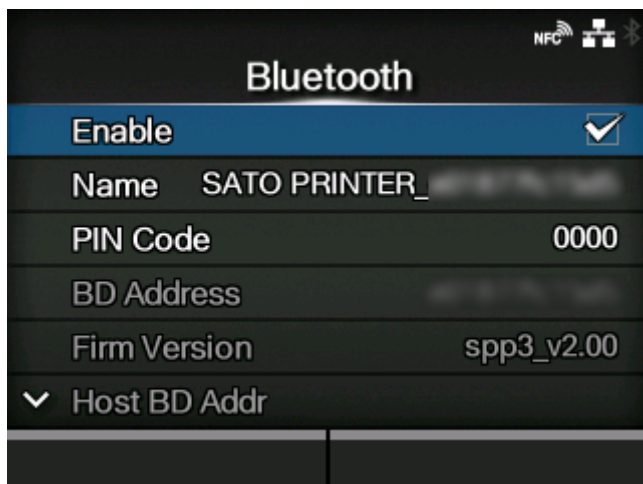 NFC
Bluetooth
Enable
Name SATO PRINTER_
PIN Code 0000
BD Address
Firm Version spp3_v2.00
Host BD Addr